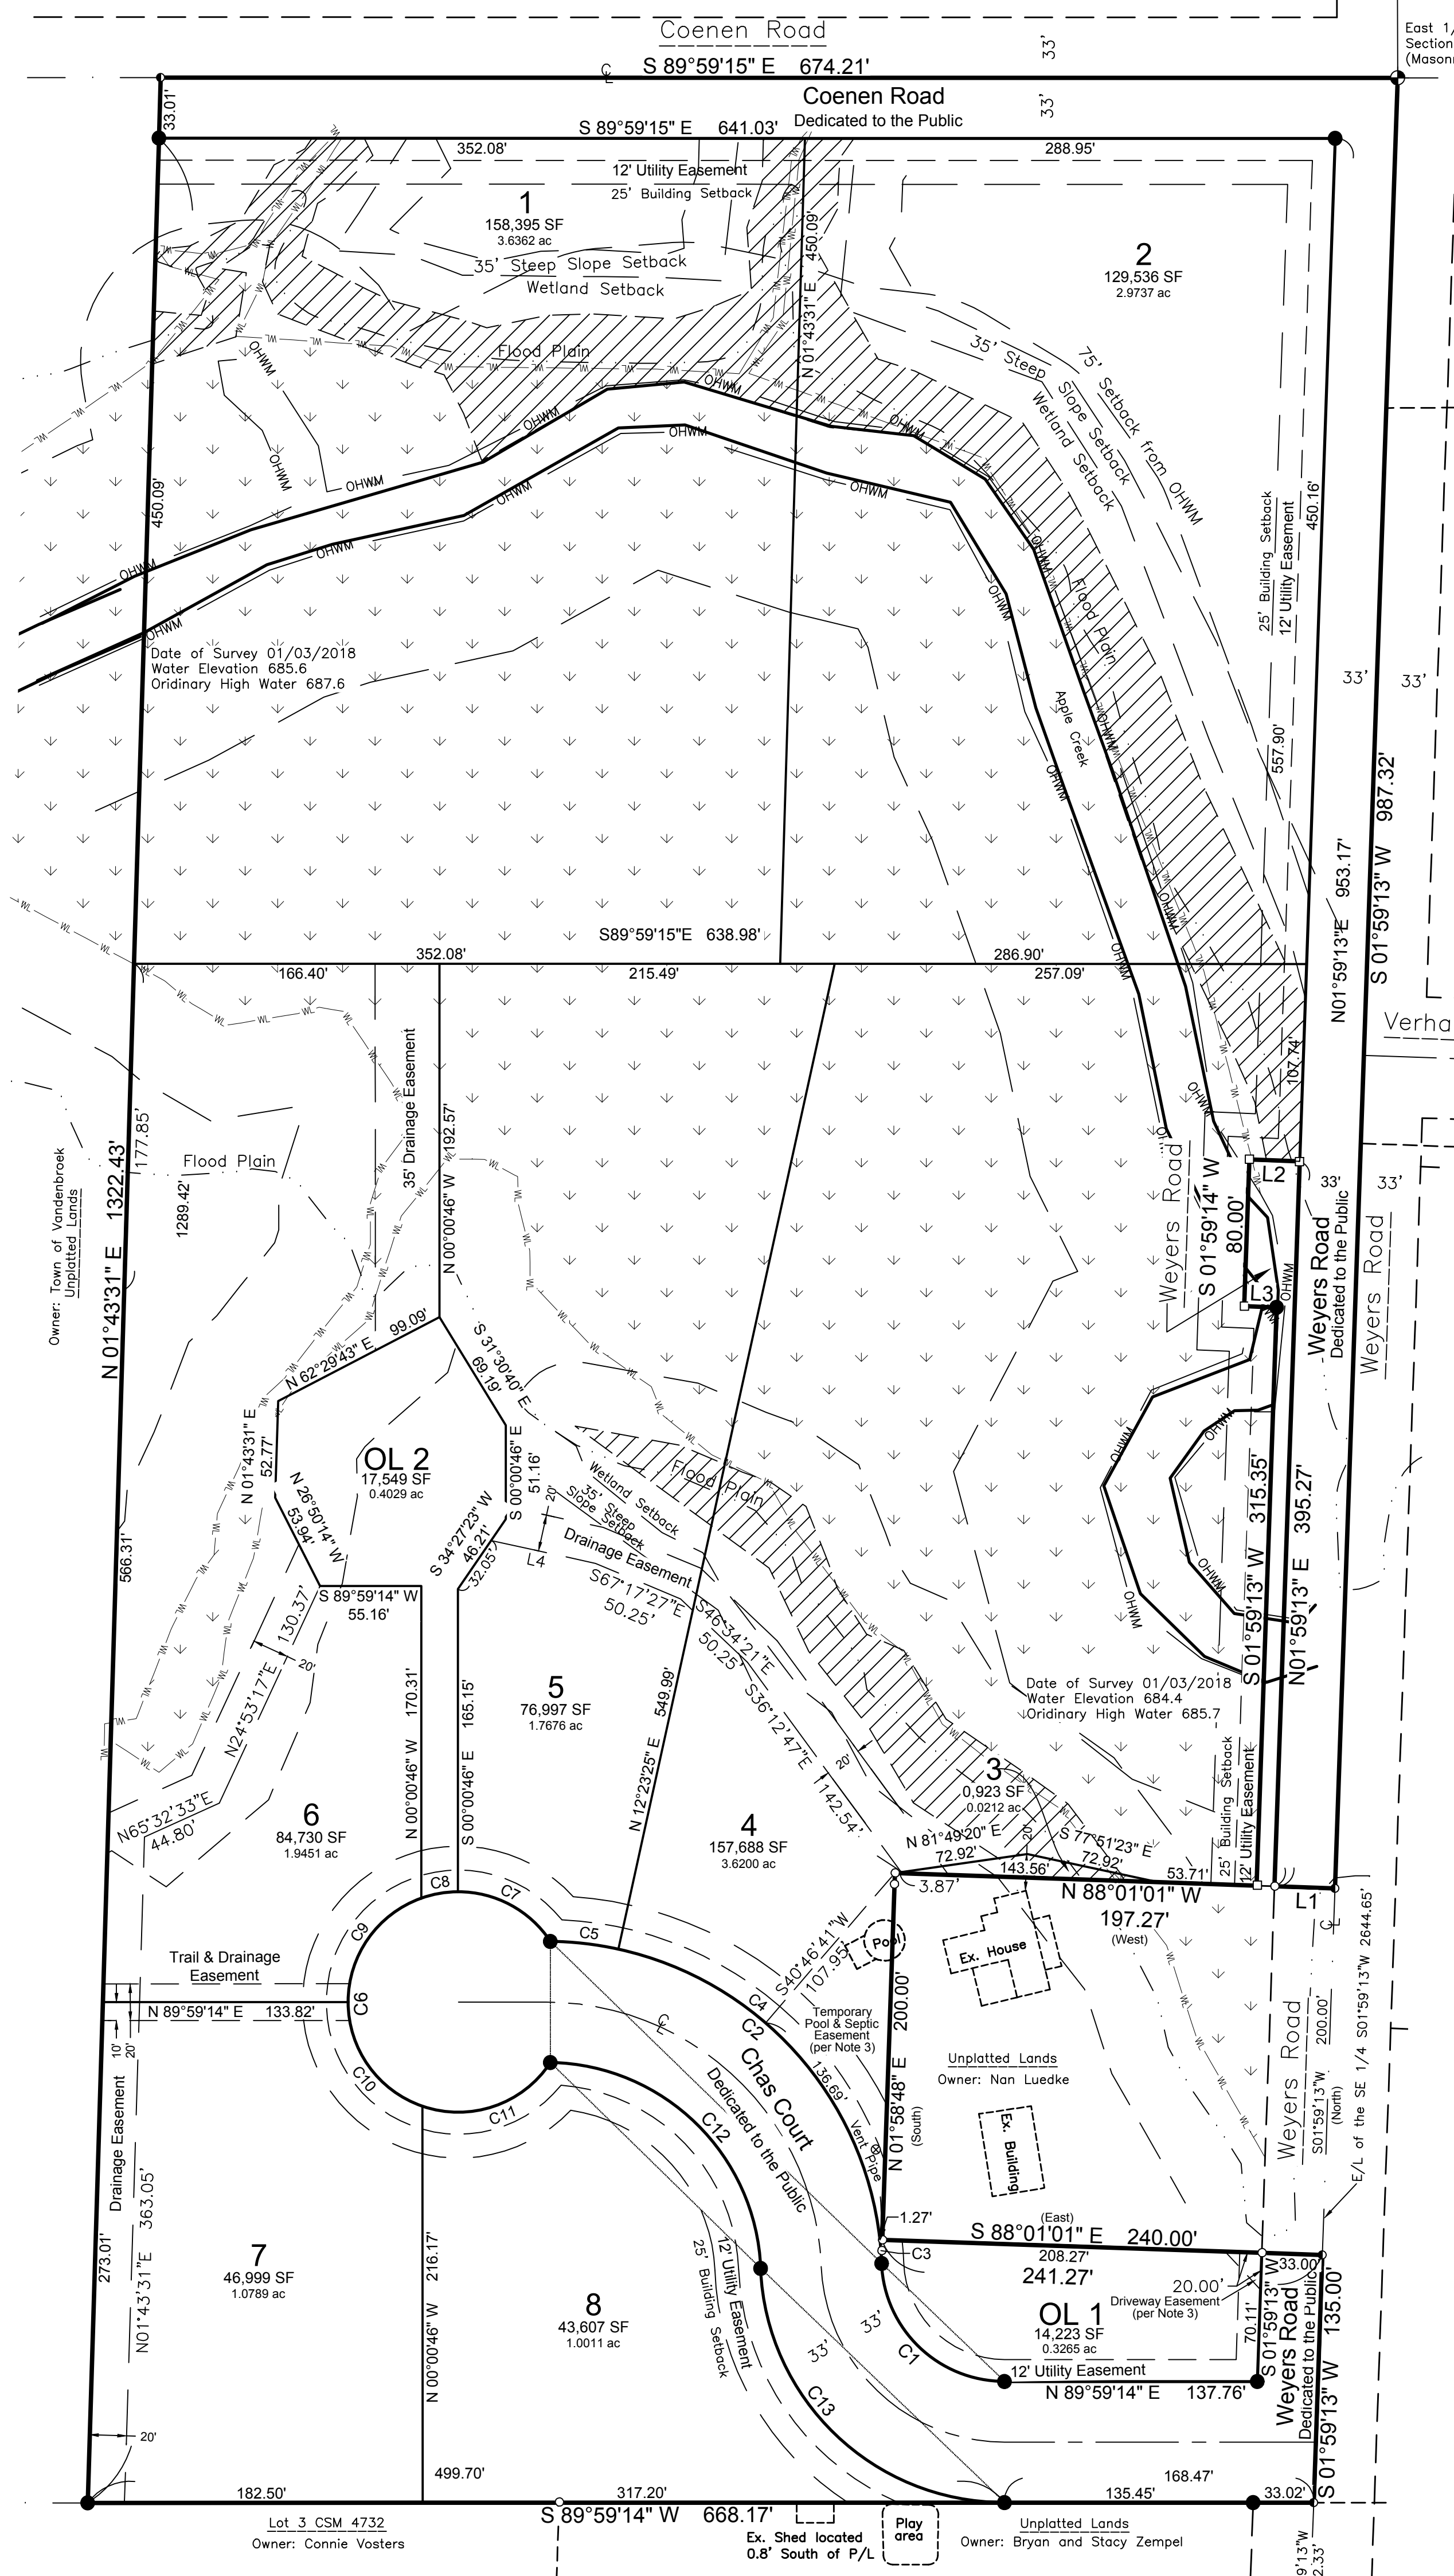 Coenen Road
33'
East 1/
Section
(Mason
S 89°59'15" E 674.21'
Coenen Road
Dedicated to the Public
33'
33.01'
S 89°59'15" E 641.03'
352.08'
288.95'
12' Utility Easement
25' Building Setback
1
158,395 SF
3.6362 ac
35' Steep Slope Setback
Wetland Setback
N 01°43'31" E 450.09'
2
129,536 SF
2.9737 ac
Flood Plain
35' Steep Slope Setback
Wetland Setback
75' Setback from OHWM
OHWM
OHWM
OHWM
OHWM
OHWM
OHWM
OHWM
OHWM
450.09'
25' Building Setback
12' Utility Easement
450.16'
Flood Plain
Apple Creek
Date of Survey 01/03/2018
Water Elevation 685.6
Oridinary High Water 687.6
33'
33'
557.90'
N01°59'13"E 953.17'
S 01°59'13" W 987.32'
S89°59'15"E 638.98'
352.08'
286.90'
166.40'
215.49'
257.09'
Verha
107.74'
35' Drainage Easement
N 00°00'46" W 192.57'
177.85'
Flood Plain
Owner: Town of Vandenbroek
Unplatted Lands
N 01°43'31" E 1322.43'
1289.42'
Weyers Road
S 01°59'14" W
80.00'
L2
L3
33'
33'
Weyers Road
Dedicated to the Public
Weyers Road
N 62°29'43" E 99.09'
S 31°30'40" E
69.19'
N 01°43'31" E
52.77'
OL 2
17,549 SF
0.4029 ac
S 00°00'46" E
51.16'
N 26°50'14" W
53.94'
S 34°27'23" W
46.21'
32.05'
20'
L4
Wetland Setback
35' Steep
Slope Setback
Flood Plain
Drainage Easement
S67°17'27"E
50.25'
S46°34'21"E
50.25'
S36°12'47"E
142.54'
20'
566.31'
S 89°59'14" W
55.16'
130.37'
20'
N24°53'17"E
N65°32'33"E
44.80'
N 00°00'46" W 170.31'
S 00°00'46" E 165.15'
5
76,997 SF
1.7676 ac
N 12°23'25" E 549.99'
S 01°59'13" W 315.35'
N01°59'13" E 395.27'
OHWM
OHWM
OHWM
OHWM
Date of Survey 01/03/2018
Water Elevation 684.4
Oridinary High Water 685.7
6
84,730 SF
1.9451 ac
4
157,688 SF
3.6200 ac
3
0,923 SF
0.0212 ac
N 81°49'20" E
72.92'
20'
S 77°51'23" E
72.92'
25' Building Setback
12' Utility Easement
143.56'
53.71'
3.87'
N 88°01'01" W
197.27'
(West)
L1
C8
C7
C9
C5
C6
C4
C2
C10
C11
C12
Trail & Drainage
Easement
N 89°59'14" E 133.82'
10'
20'
S40°46'41"W
107.95'
Pool
Ex. House
Temporary
Pool & Septic
Easement
(per Note 3)
136.69'
Vent Pipe
Chas Court
Dedicated to the Public
N 01°58'48" E 200.00'
(South)
Unplatted Lands
Owner: Nan Luedke
Ex. Building
Weyers Road
S01°59'13"W 200.00'
(North)
E/L of the SE 1/4 S01°59'13"W 2644.65'
Drainage Easement
273.01'
N01°43'31"E 363.05'
7
46,999 SF
1.0789 ac
N 00°00'46" W 216.17'
8
43,607 SF
1.0011 ac
12' Utility Easement
25' Building Setback
1.27'
C3
(East)
S 88°01'01" E 240.00'
208.27'
241.27'
33.00'
20.00'
Driveway Easement
(per Note 3)
OL 1
14,223 SF
0.3265 ac
C1
33'
33'
C13
70.11'
S 01°59'13" W
Weyers Road
Dedicated to the Public
S 01°59'13" W 135.00'
12' Utility Easement
N 89°59'14" E 137.76'
20'
499.70'
168.47'
182.50'
317.20'
135.45'
33.02'
S 89°59'14" W 668.17'
Lot 3 CSM 4732
Owner: Connie Vosters
Ex. Shed located
0.8' South of P/L
Play
area
Unplatted Lands
Owner: Bryan and Stacy Zempel
9'13"W
2.33'